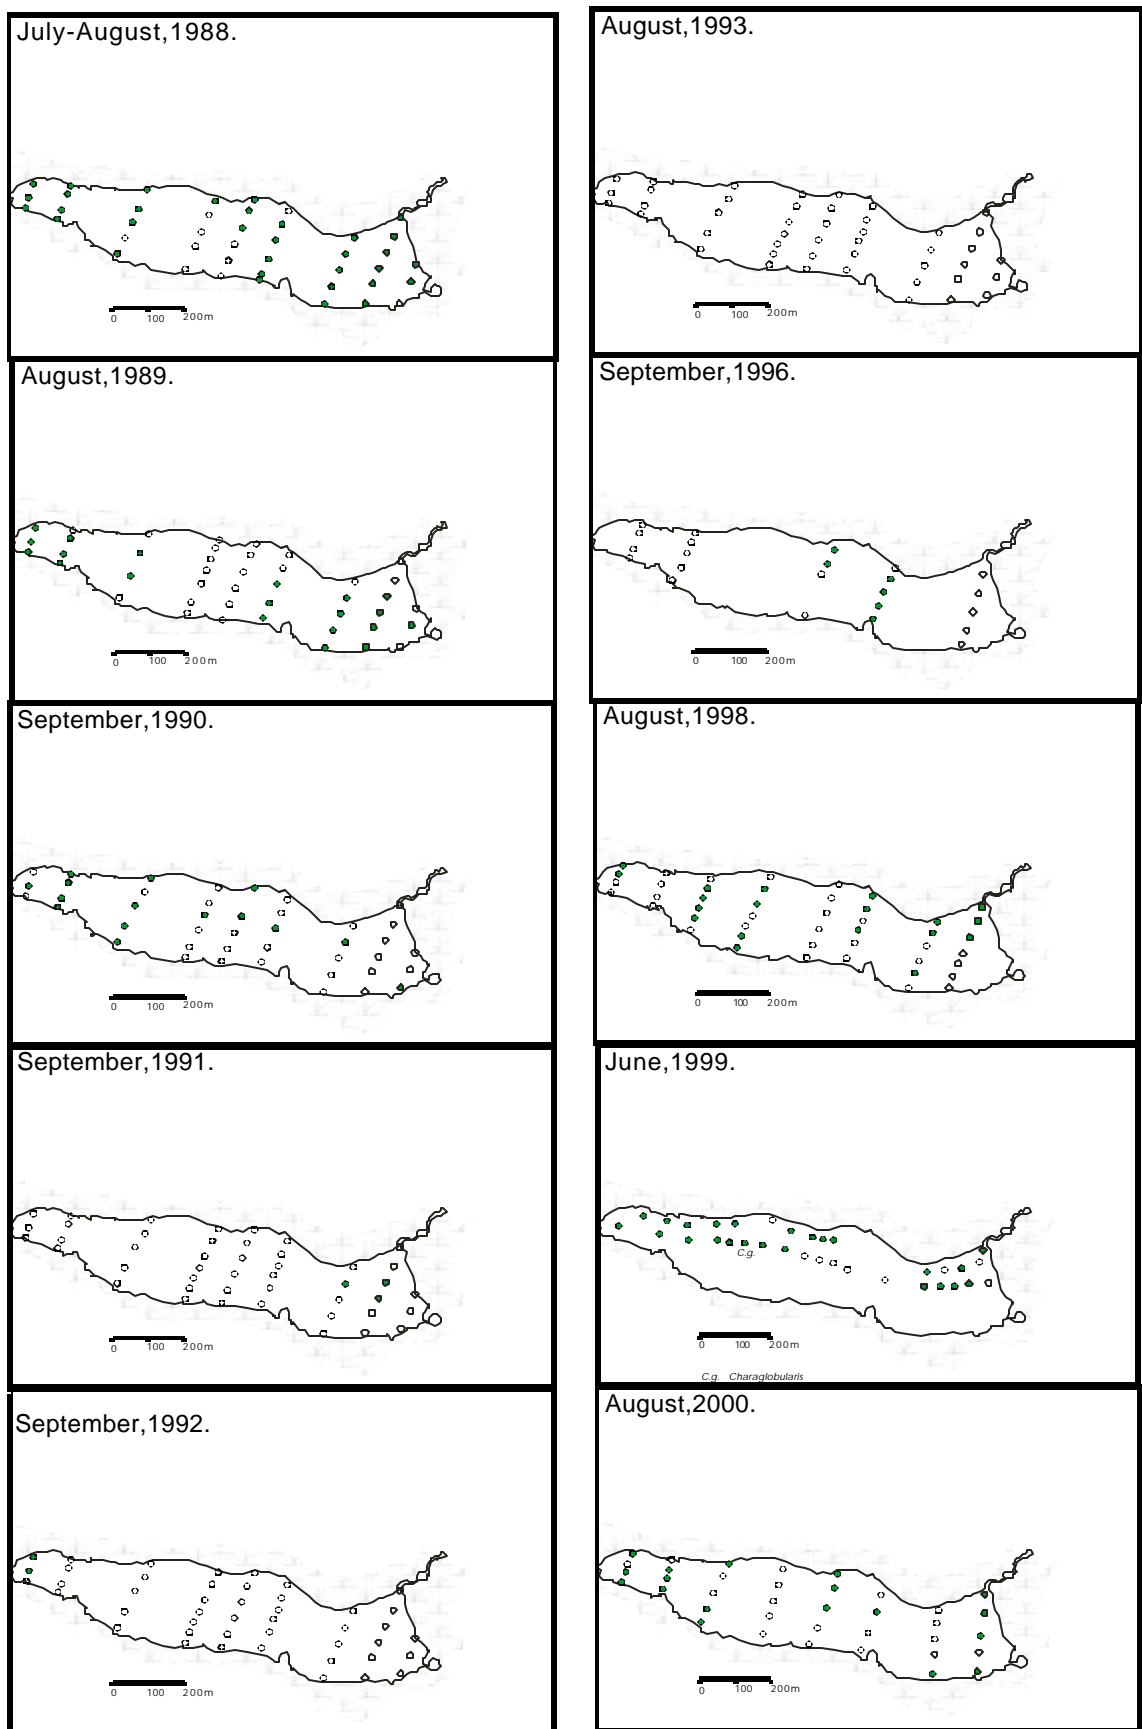 July-August,1988.
0 100 200m
August,1989.
0 100 200m
September,1990.
0 100 200m
September,1991.
0 100 200m
September,1992.
0 100 200m
August,1993.
0 100 200m
September,1996.
0 100 200m
August,1998.
0 100 200m
June,1999.
C.g.
0 100 200m
C.g. Charaglobularis
August,2000.
0 100 200m